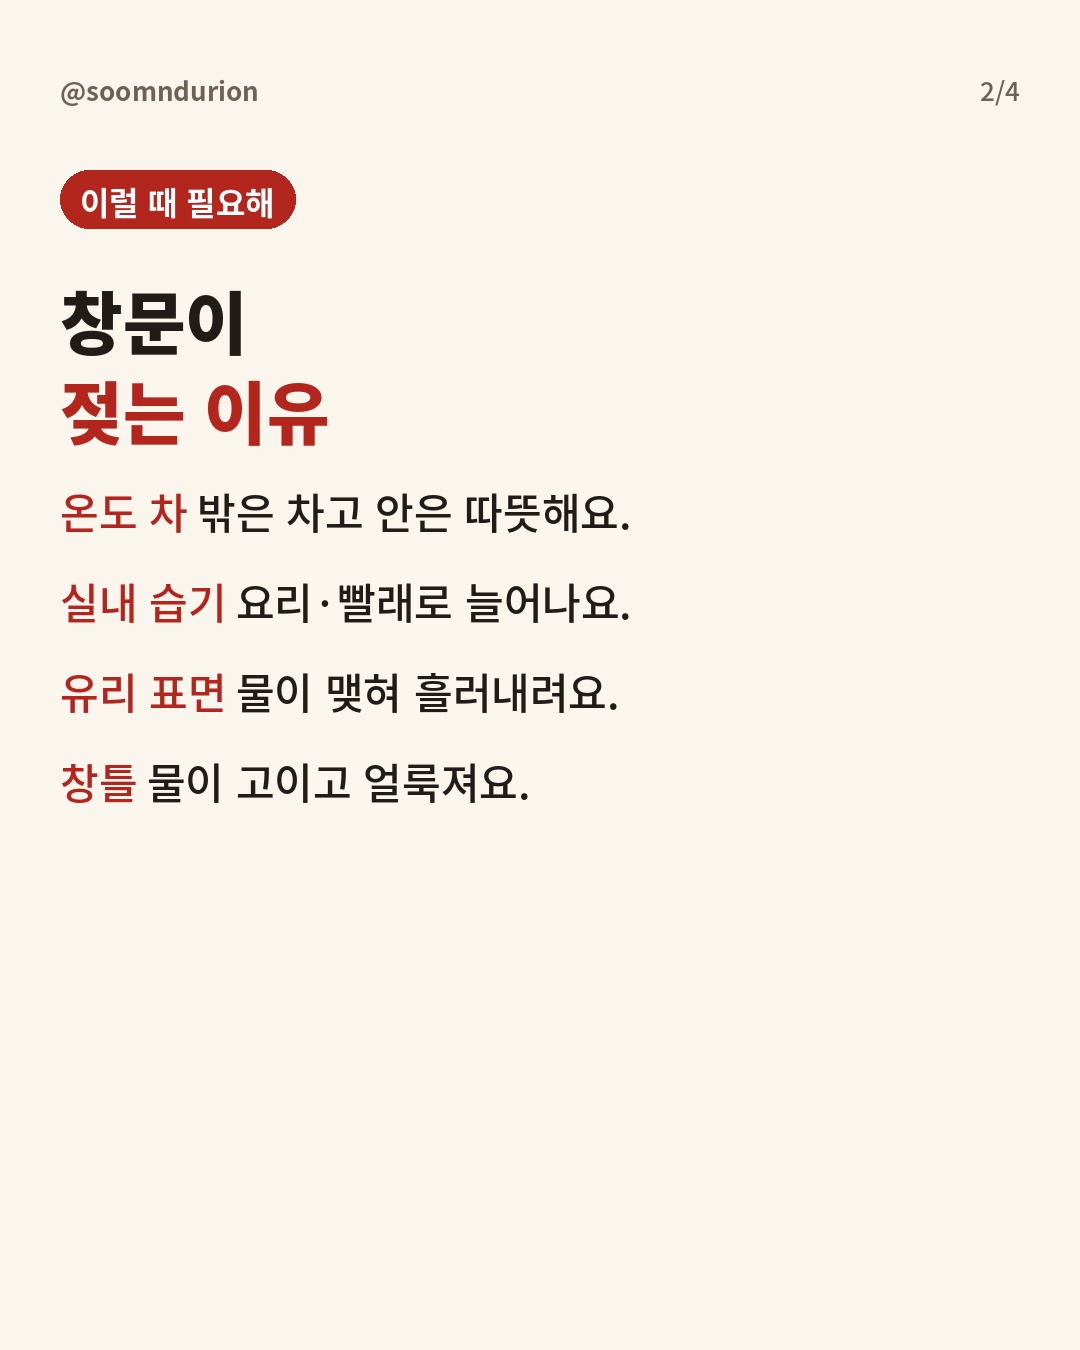 @soomndurion
2/4
이럴 때 필요해
창문이
젖는 이유
온도 차 밖은 차고 안은 따뜻해요.
실내 습기 요리·빨래로 늘어나요.
유리 표면 물이 맺혀 흘러내려요.
창틀 물이 고이고 얼룩져요.